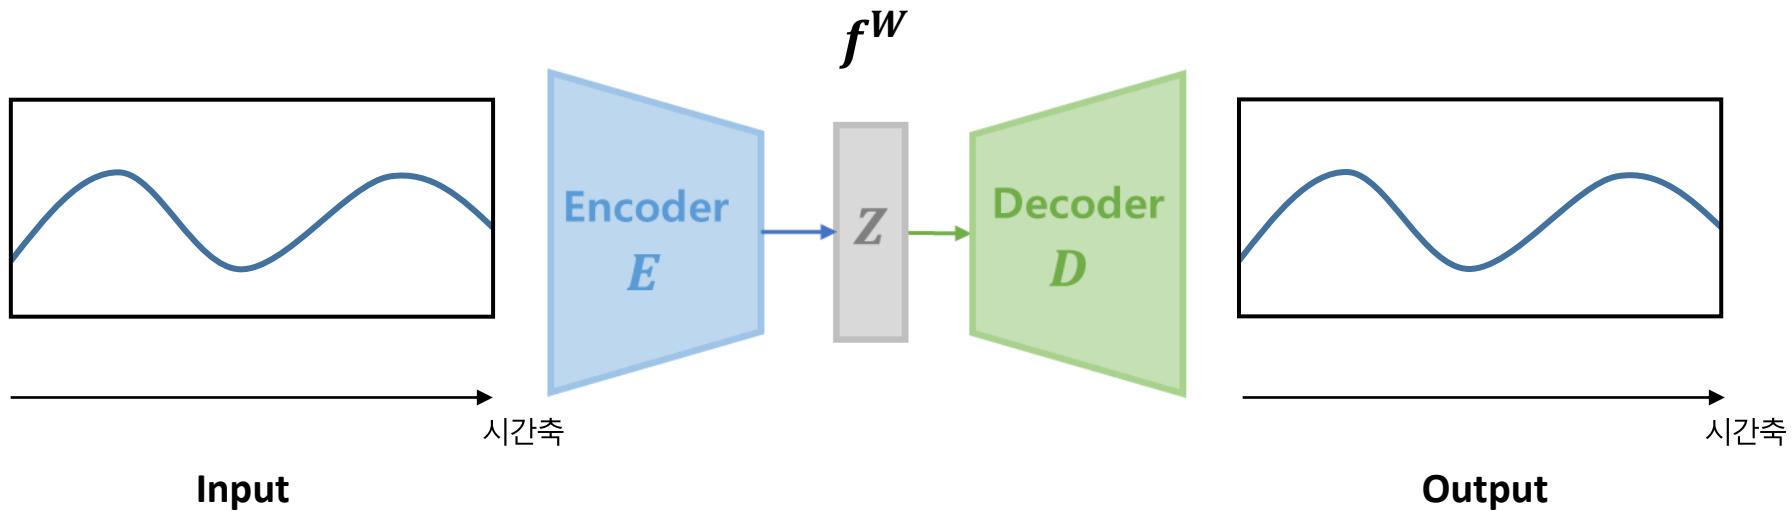 f^W
Encoder
E
Z
Decoder
D
시간축
시간축
Input
Output